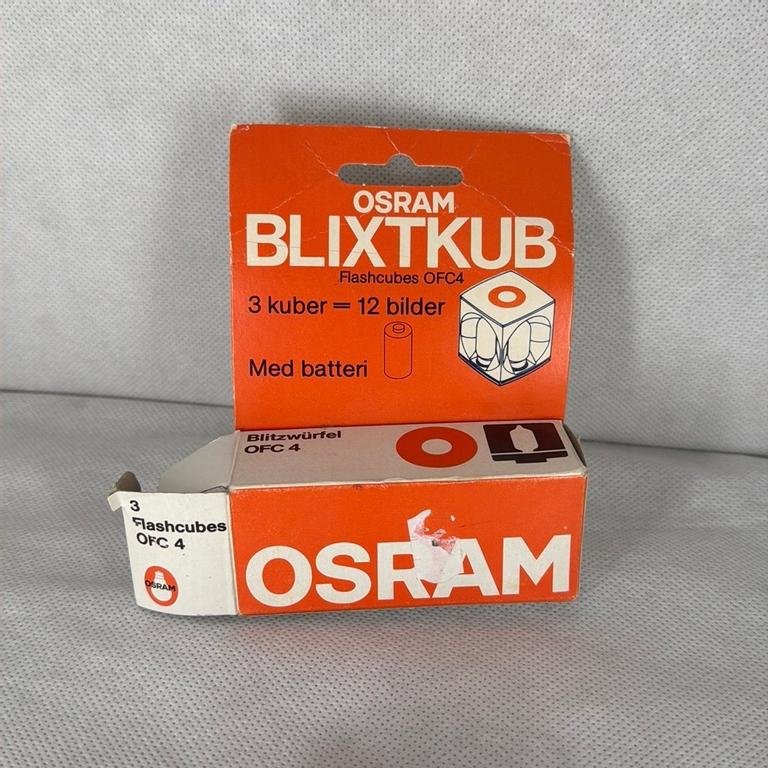 OSRAM
BLIXTKUB
Flashcubes OFC4
3 kuber = 12 bilder
Med batteri
Blitzwürfel
OFC 4
3
Flashcubes
OFC 4
OSRAM
OSRAM